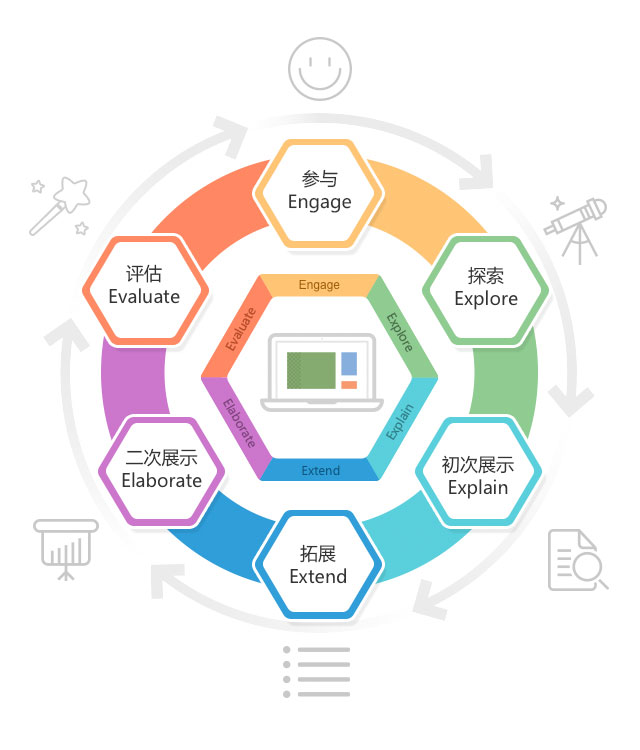 参与
Engage
探索
Explore
初次展示
Explain
拓展
Extend
二次展示
Elaborate
评估
Evaluate
Engage
Explore
Explain
Extend
Elaborate
Evaluate